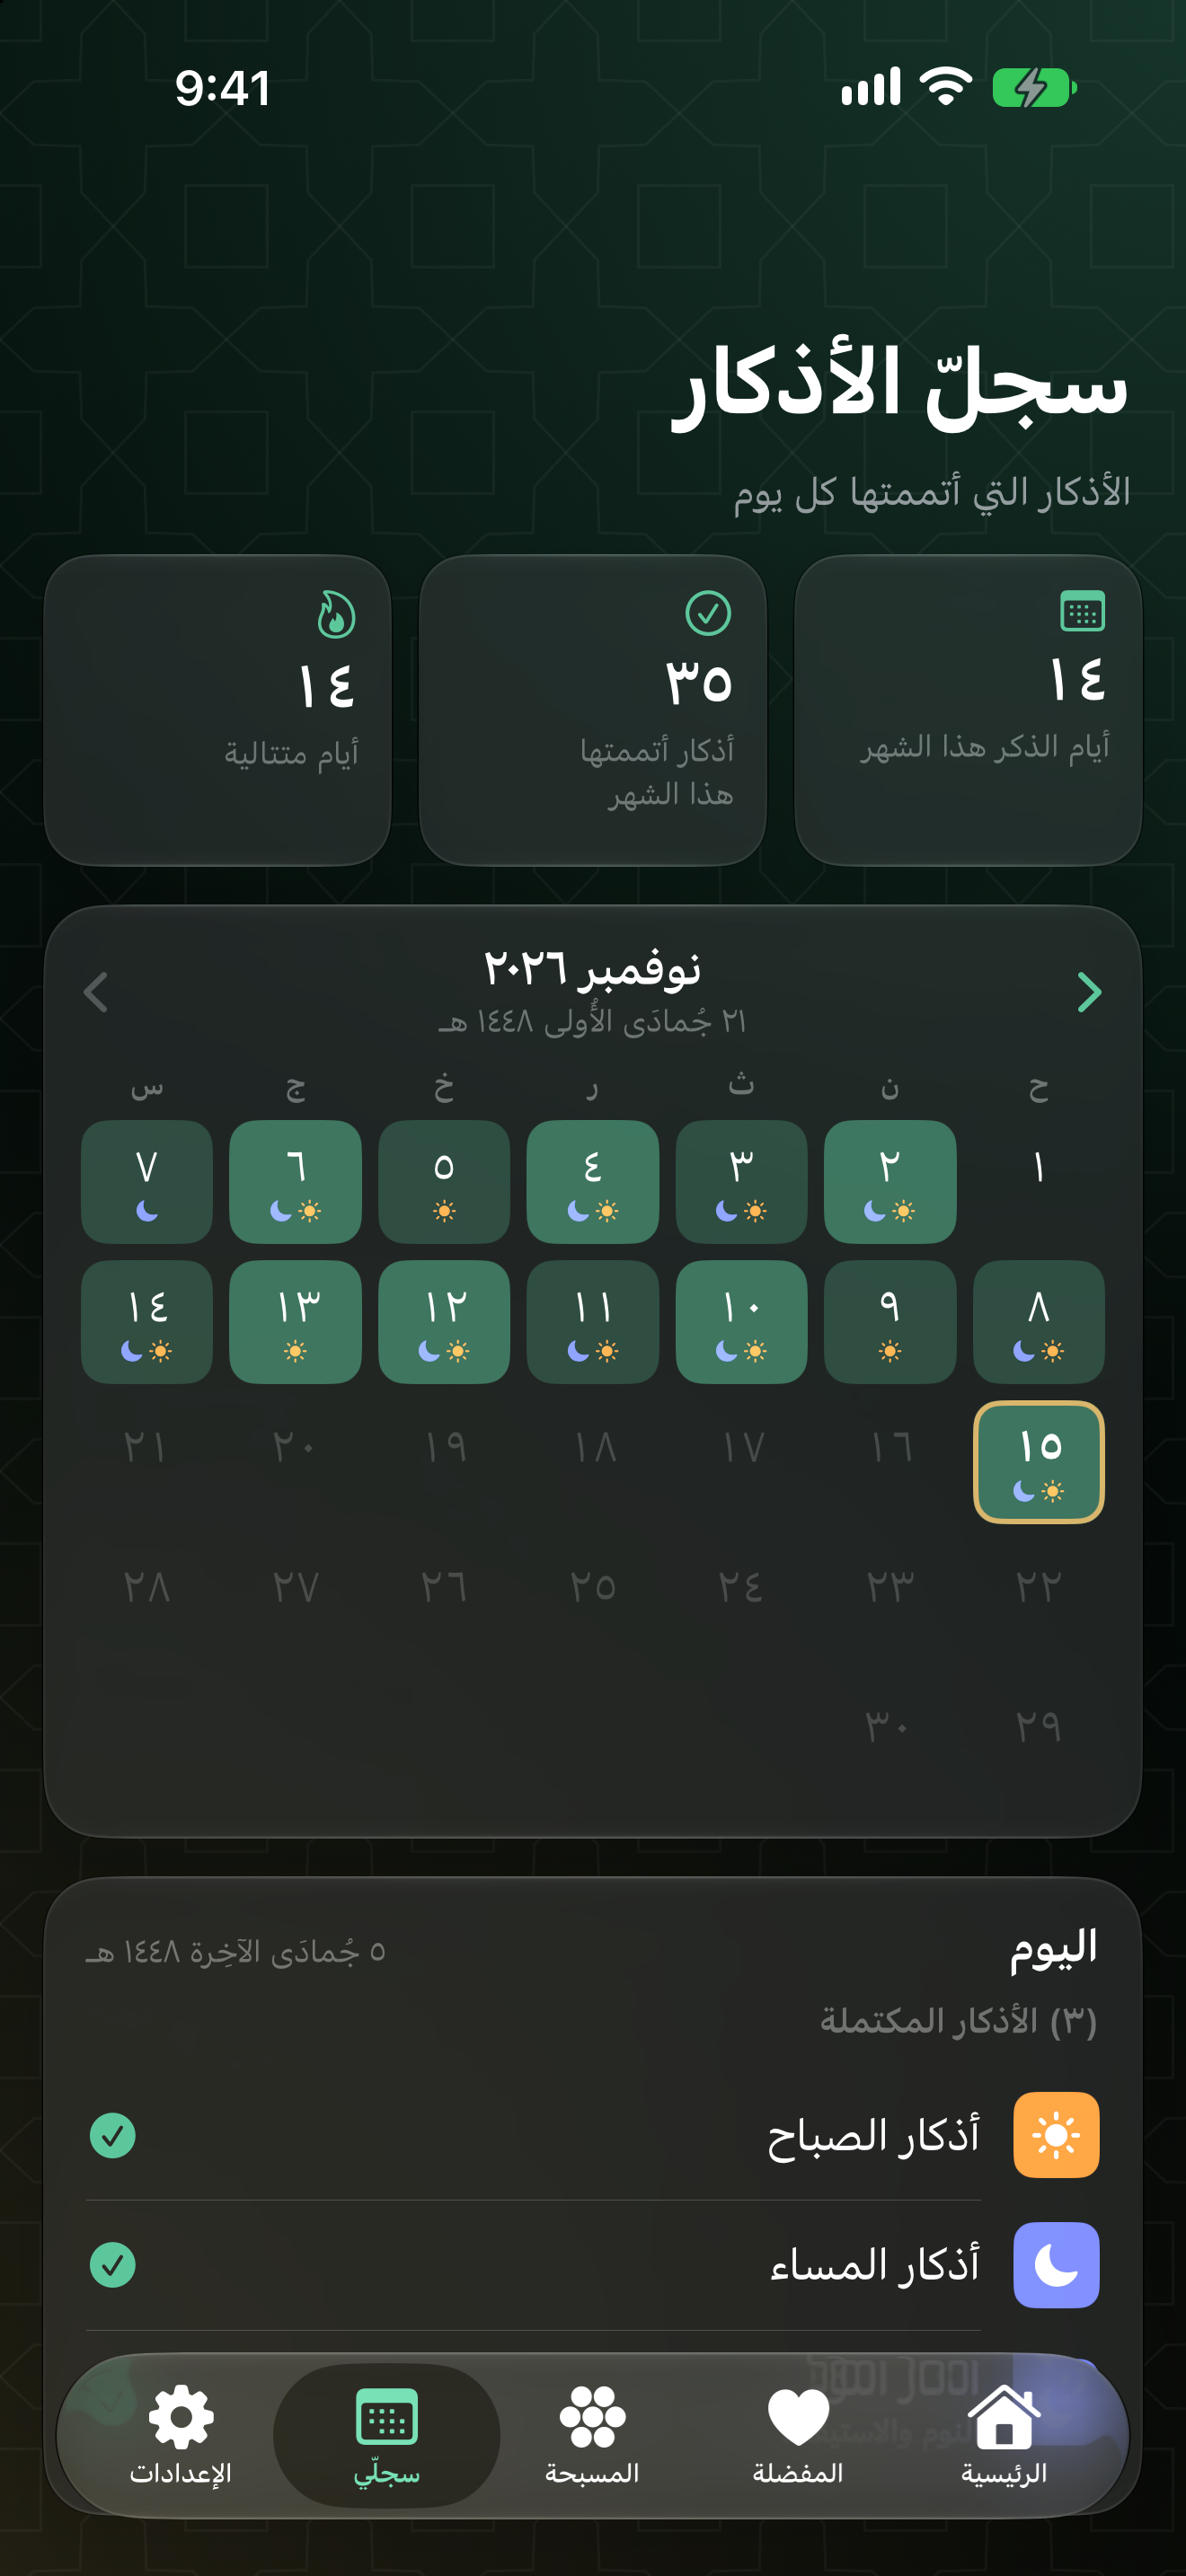 9:41
سجلّ الأذكار
الأذكار التي أتممتها كل يوم
١٤
أيام الذكر هذا الشهر
٣٥
أذكار أتممتها
هذا الشهر
١٤
أيام متتالية
نوفمبر ٢٠٢٦
٢١ جُمادَى الأُولى ١٤٤٨ هـ
ح ن ث ر خ ج س
١ ٢ ٣ ٤ ٥ ٦ ٧
٨ ٩ ١٠ ١١ ١٢ ١٣ ١٤
١٥ ١٦ ١٧ ١٨ ١٩ ٢٠ ٢١
٢٢ ٢٣ ٢٤ ٢٥ ٢٦ ٢٧ ٢٨
٢٩ ٣٠
اليوم
٥ جُمادَى الآخِرة ١٤٤٨ هـ
(٣) الأذكار المكتملة
أذكار الصباح
أذكار المساء
الرئيسية
المفضلة
المسبحة
سجلّي
الإعدادات